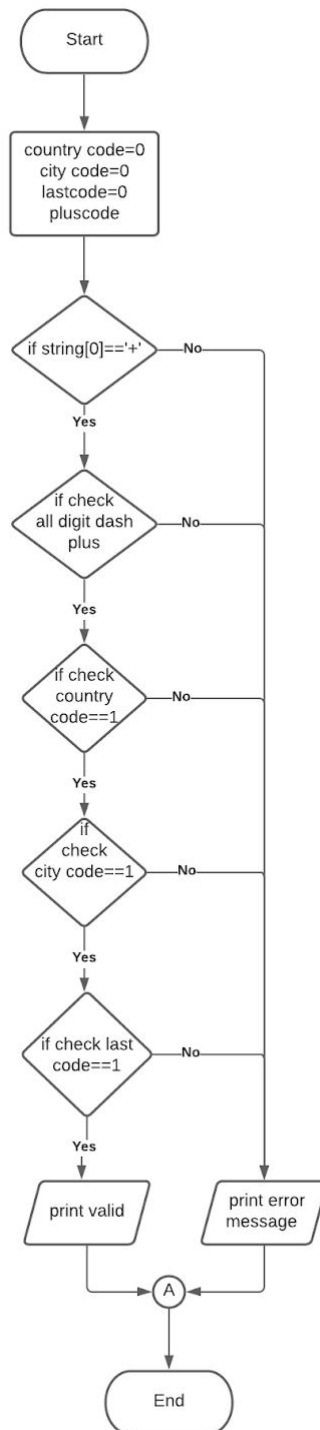 Start
country code=0
city code=0
lastcode=0
pluscode
if string[0]=='+'
No
Yes
if check
all digit dash
plus
No
Yes
if check
country
code==1
No
Yes
if
check
city code==1
No
Yes
if check last
code==1
No
Yes
print valid
print error
message
A
End